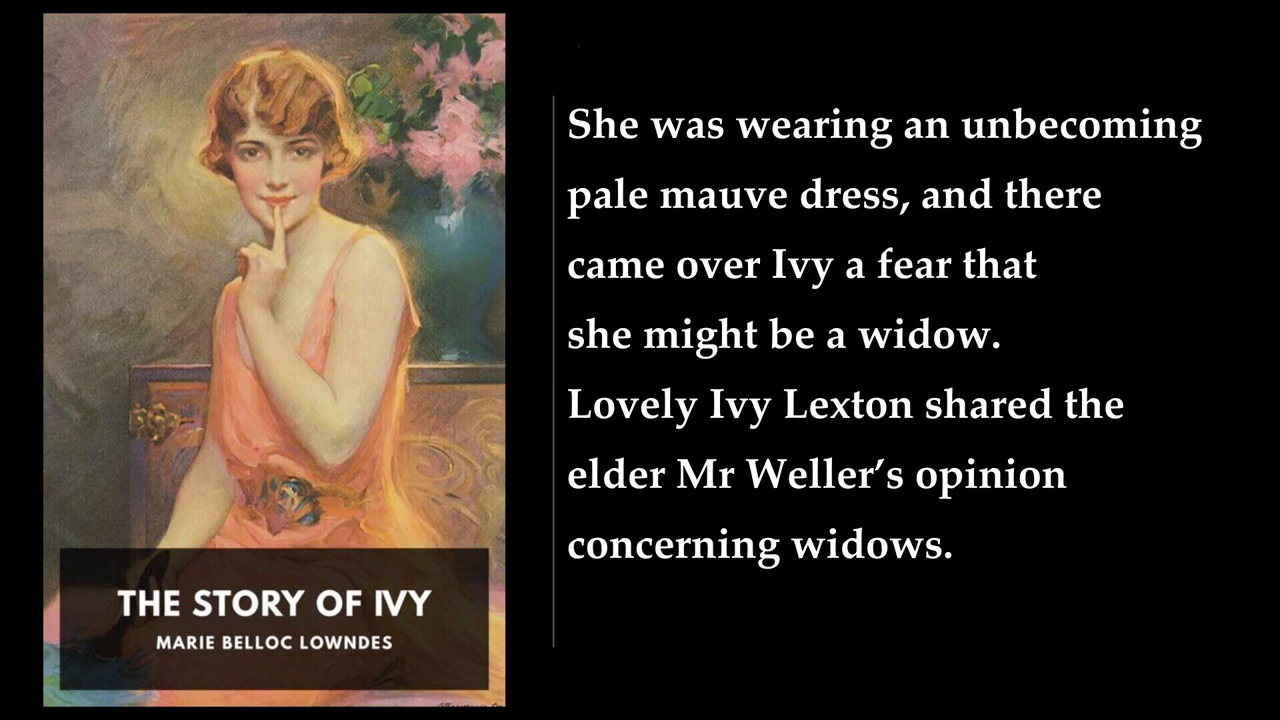 She was wearing an unbecoming
pale mauve dress, and there
came over Ivy a fear that
she might be a widow.
Lovely Ivy Lexton shared the
elder Mr Weller’s opinion
concerning widows.
THE STORY OF IVY
MARIE BELLOC LOWNDES